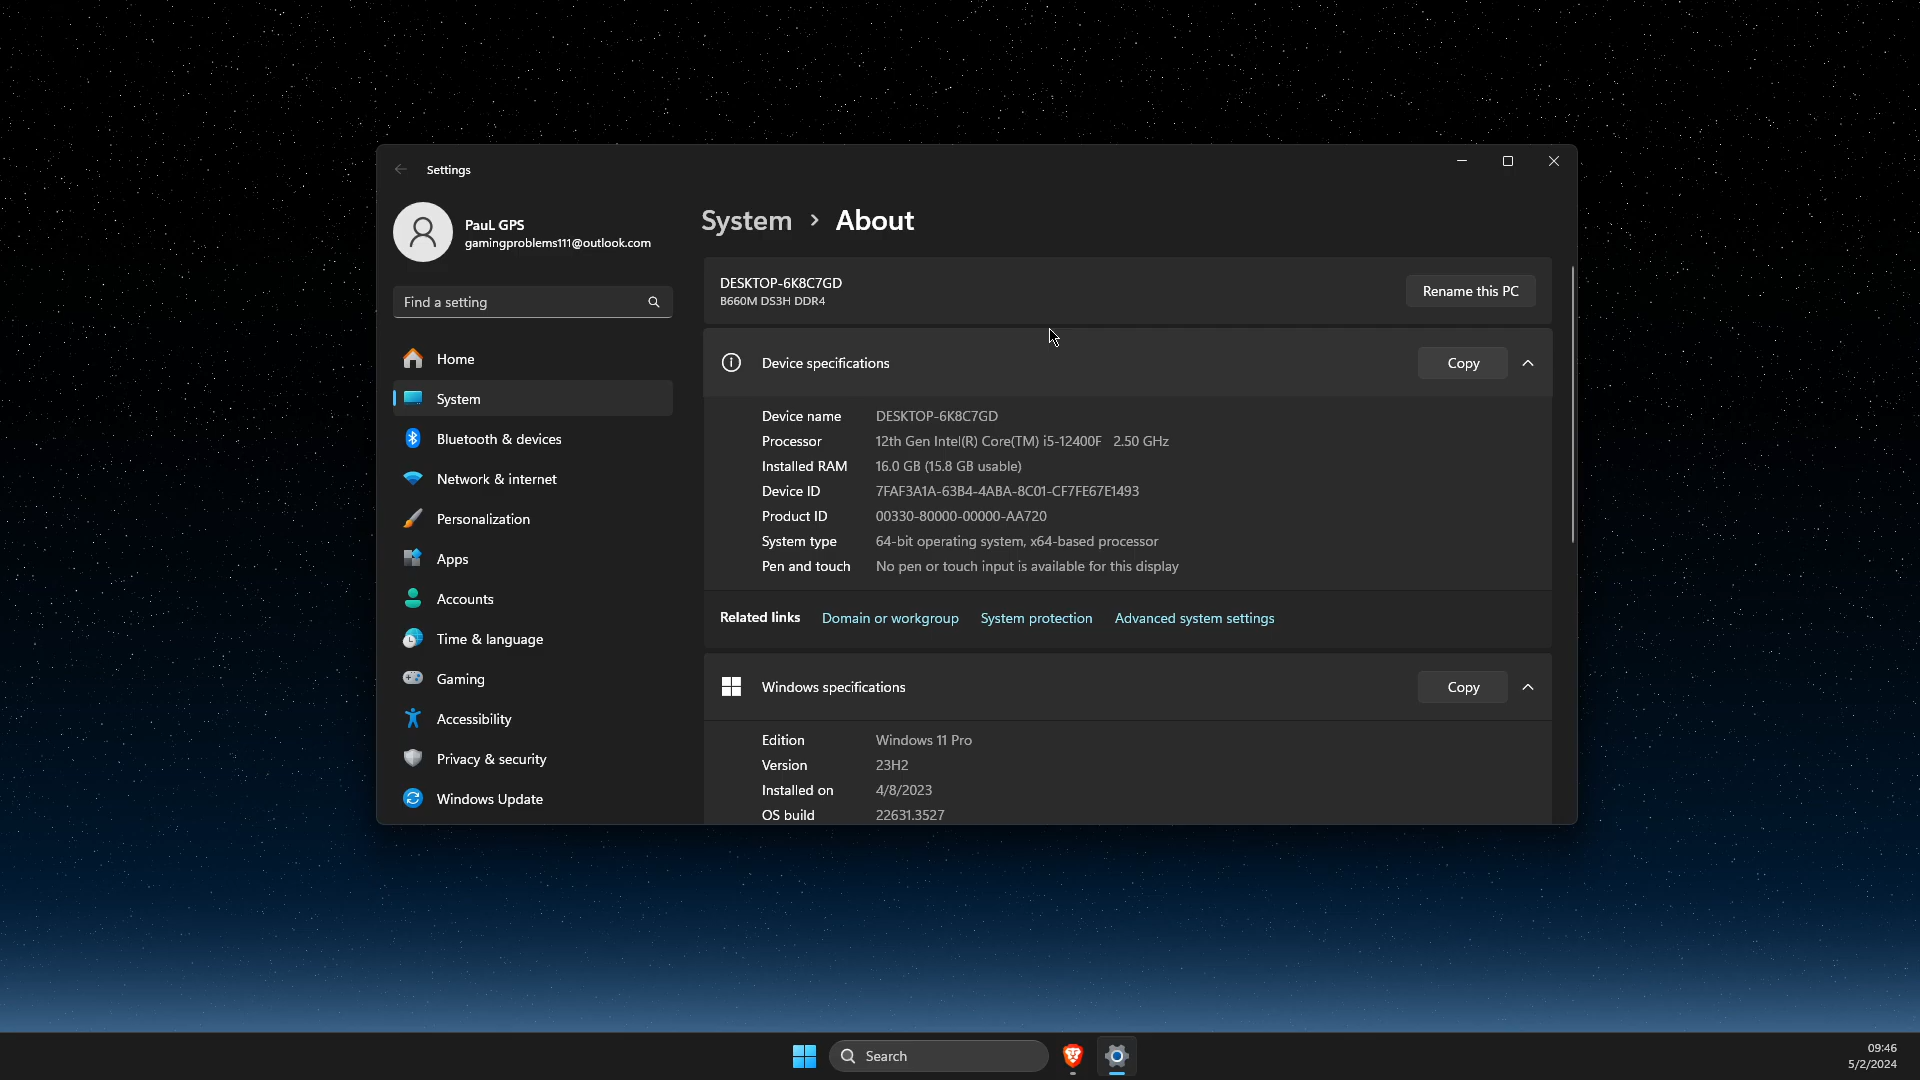 Settings
PauL GPS
gamingproblems111@outlook.com
Find a setting
Home
System
Bluetooth & devices
Network & internet
Personalization
Apps
Accounts
Time & language
Gaming
Accessibility
Privacy & security
Windows Update
System > About
DESKTOP-6K8C7GD
B660M DS3H DDR4
Rename this PC
Device specifications
Copy
Device name DESKTOP-6K8C7GD
Processor 12th Gen Intel(R) Core(TM) i5-12400F 2.50 GHz
Installed RAM 16.0 GB (15.8 GB usable)
Device ID 7FAF3A1A-63B4-4ABA-8C01-CF7FE67E1493
Product ID 00330-80000-00000-AA720
System type 64-bit operating system, x64-based processor
Pen and touch No pen or touch input is available for this display
Related links Domain or workgroup System protection Advanced system settings
Windows specifications
Copy
Edition Windows 11 Pro
Version 23H2
Installed on 4/8/2023
OS build 22631.3527
Search
09:46
5/2/2024